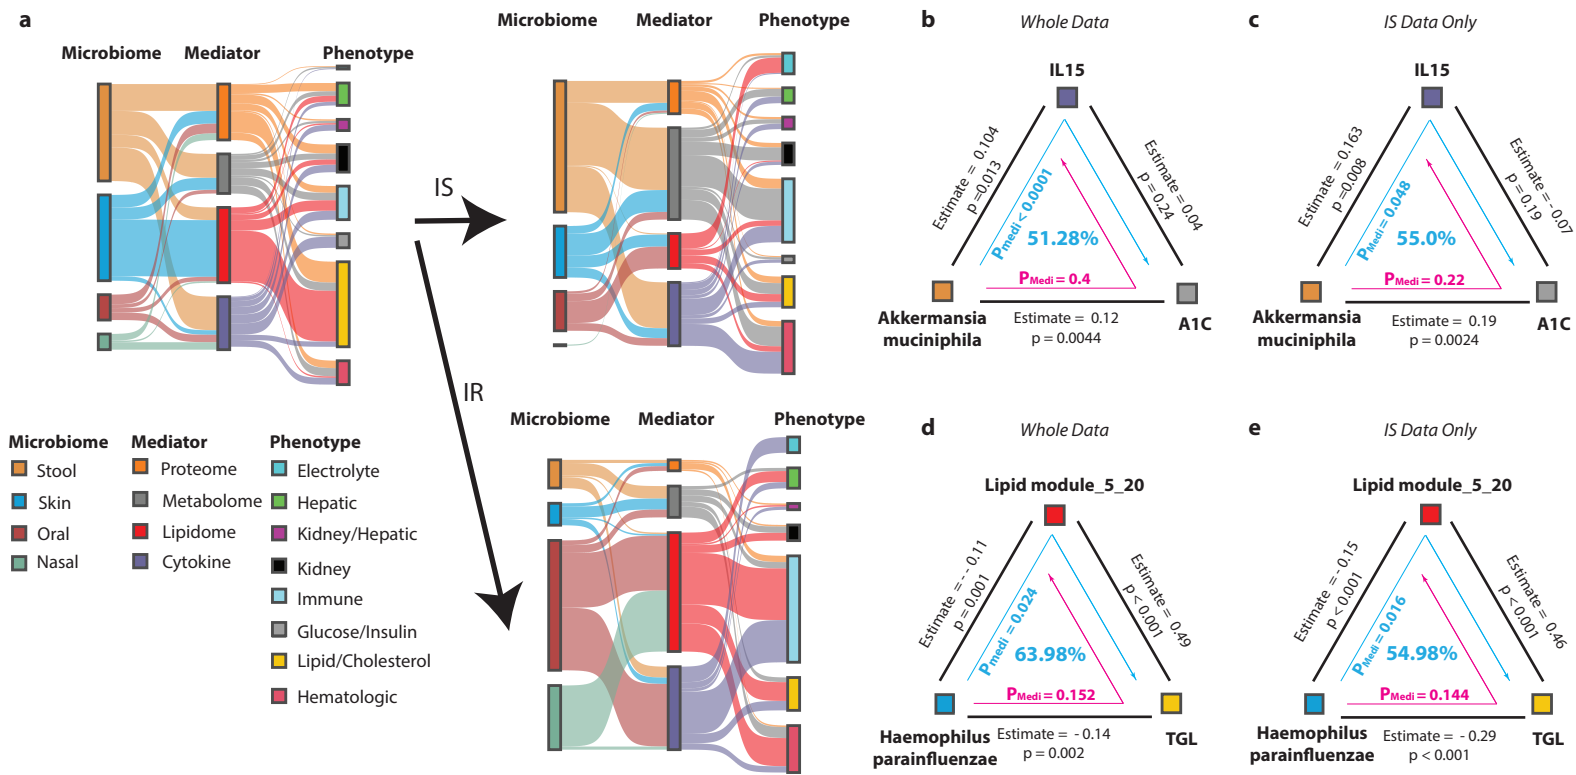 a
Microbiome Mediator Phenotype
Microbiome Mediator Phenotype
IS
IR
Microbiome Mediator Phenotype
Microbiome
Stool
Skin
Oral
Nasal
Mediator
Proteome
Metabolome
Lipidome
Cytokine
Phenotype
Electrolyte
Hepatic
Kidney/Hepatic
Kidney
Immune
Glucose/Insulin
Lipid/Cholesterol
Hematologic
b
Whole Data
IL15
Estimate = 0.104
p =0.013
Estimate = 0.04
p = 0.24
Pmedi < 0.0001
51.28%
PMedi = 0.4
Akkermansia
muciniphila
Estimate = 0.12
p = 0.0044
A1C
c
IS Data Only
IL15
Estimate = 0.163
p=0.008
Estimate = - 0.07
p = 0.19
PMedi = 0.048
55.0%
PMedi = 0.22
Akkermansia
muciniphila
Estimate = 0.19
p = 0.0024
A1C
d
Whole Data
Lipid module_5_20
Estimate = - - 0.11
p = 0.001
Estimate = 0.49
p < 0.001
Pmedi = 0.024
63.98%
PMedi = 0.152
Haemophilus
parainfluenzae
Estimate = - 0.14
p = 0.002
TGL
e
IS Data Only
Lipid module_5_20
Estimate = - 0.15
p < 0.001
Estimate = 0.46
p < 0.001
PMedi = 0.016
54.98%
PMedi = 0.144
Haemophilus
parainfluenzae
Estimate = - 0.29
p < 0.001
TGL